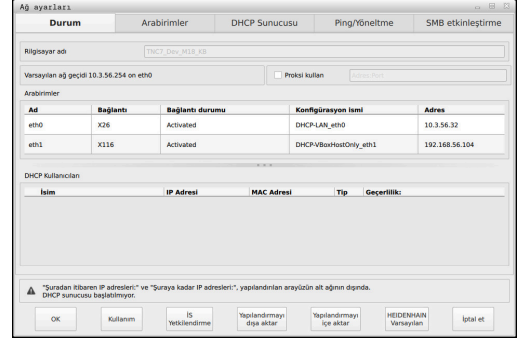 Ağ ayarları
Durum Arabirimler DHCP Sunucusu Ping/Yöneltme SMB etkinleştirme
Bilgisayar adı TNC7_Dev_M18_KB
Varsayılan ağ geçidi 10.3.56.254 on eth0 Proksi kullan
Arabirimler
Ad Bağlantı Bağlantı durumu Konfigürasyon ismi Adres
eth0 X26 Activated DHCP-LAN_eth0 10.3.56.32
eth1 X116 Activated DHCP-VBoxHostOnly_eth1 192.168.56.104
DHCP Kullanıcıları
İsim IP Adresi MAC Adresi Tip Geçerlilik:
"Şuradan itibaren IP adresleri:" ve "Şuraya kadar IP adresleri:", yapılandırılan arayüzün alt ağının dışında.
DHCP sunucusu başlatılmıyor.
OK Kullanım İS Yetkilendirme Yapılandırmayı dışa aktar Yapılandırmayı içe aktar HEIDENHAIN Varsayılan İptal et